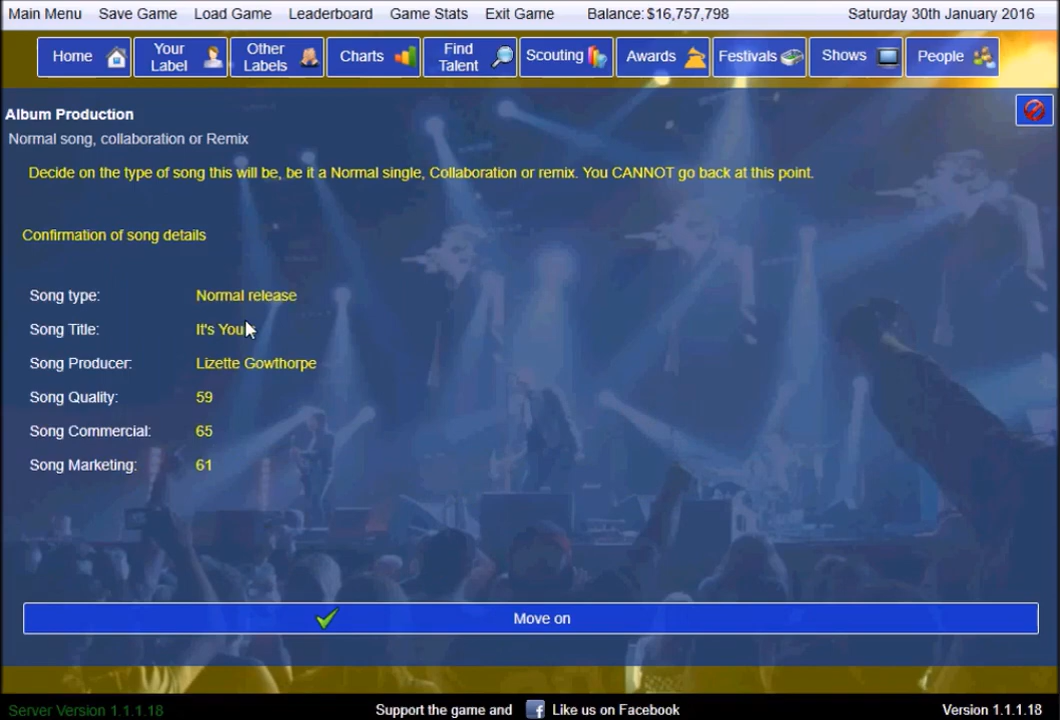 Main Menu Save Game Load Game Leaderboard Game Stats Exit Game Balance: $16,757,798 Saturday 30th January 2016
Home Your Label Other Labels Charts Find Talent Scouting Awards Festivals Shows People
Album Production
Normal song, collaboration or Remix
Decide on the type of song this will be, be it a Normal single, Collaboration or remix. You CANNOT go back at this point.
Confirmation of song details
Song type: Normal release
Song Title: It's You
Song Producer: Lizette Gowthorpe
Song Quality: 59
Song Commercial: 65
Song Marketing: 61
Move on
Server Version 1.1.1.18 Support the game and Like us on Facebook Version 1.1.1.18